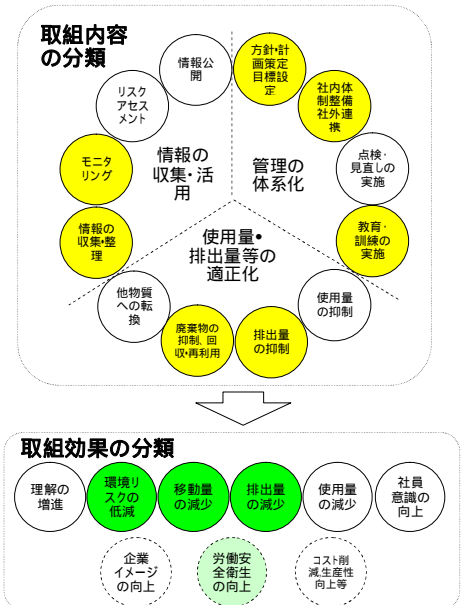 取組内容
の分類
情報公
開
方針・計
画策定
目標設
定
リスク
アセス
メント
社内体
制整備
社外連
携
モニタ
リング
情報の
収集・活
用
管理の
体系化
点検・
見直しの
実施
情報の
収集・整
理
使用量・
排出量等の
適正化
教育・
訓練の
実施
他物質
への転
換
使用量
の抑制
廃棄物の
抑制、回
収・再利用
排出量
の抑制
取組効果の分類
理解の
増進
環境リ
スクの
低減
移動量
の減少
排出量
の減少
使用量
の減少
社員
意識の
向上
企業
イメージ
の向上
労働安
全衛生
の向上
コスト削
減、生産性
向上等